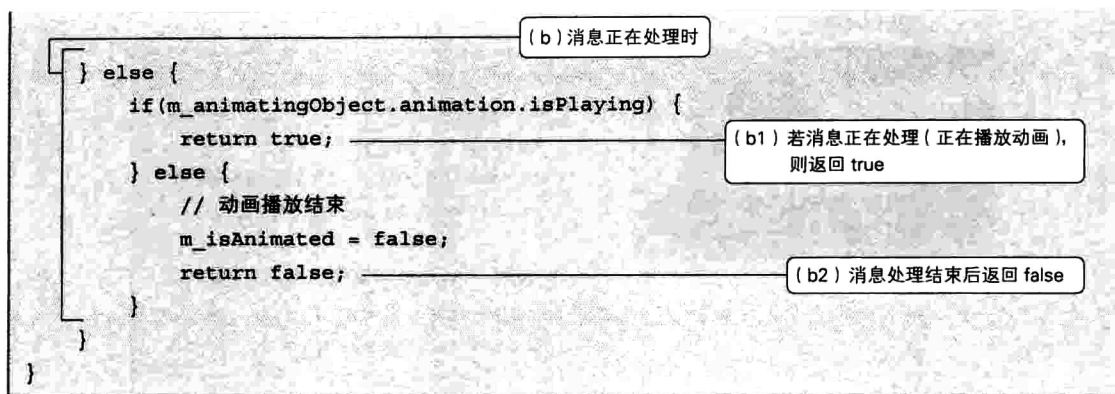 (b)消息正在处理时
} else {
if(m_animatingObject.animation.isPlaying) {
return true;
(b1)若消息正在处理(正在播放动画),
则返回 true
} else {
// 动画播放结束
m_isAnimated = false;
return false;
(b2)消息处理结束后返回 false
}
}
}